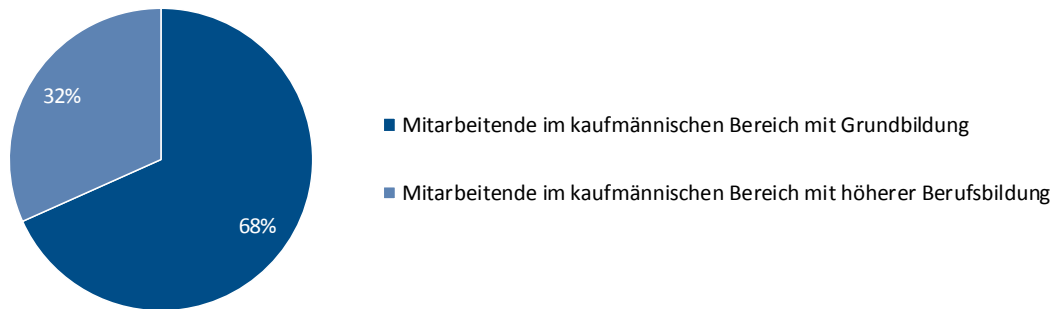 32%
Mitarbeitende im kaufmännischen Bereich mit Grundbildung
Mitarbeitende im kaufmännischen Bereich mit höherer Berufsbildung
68%